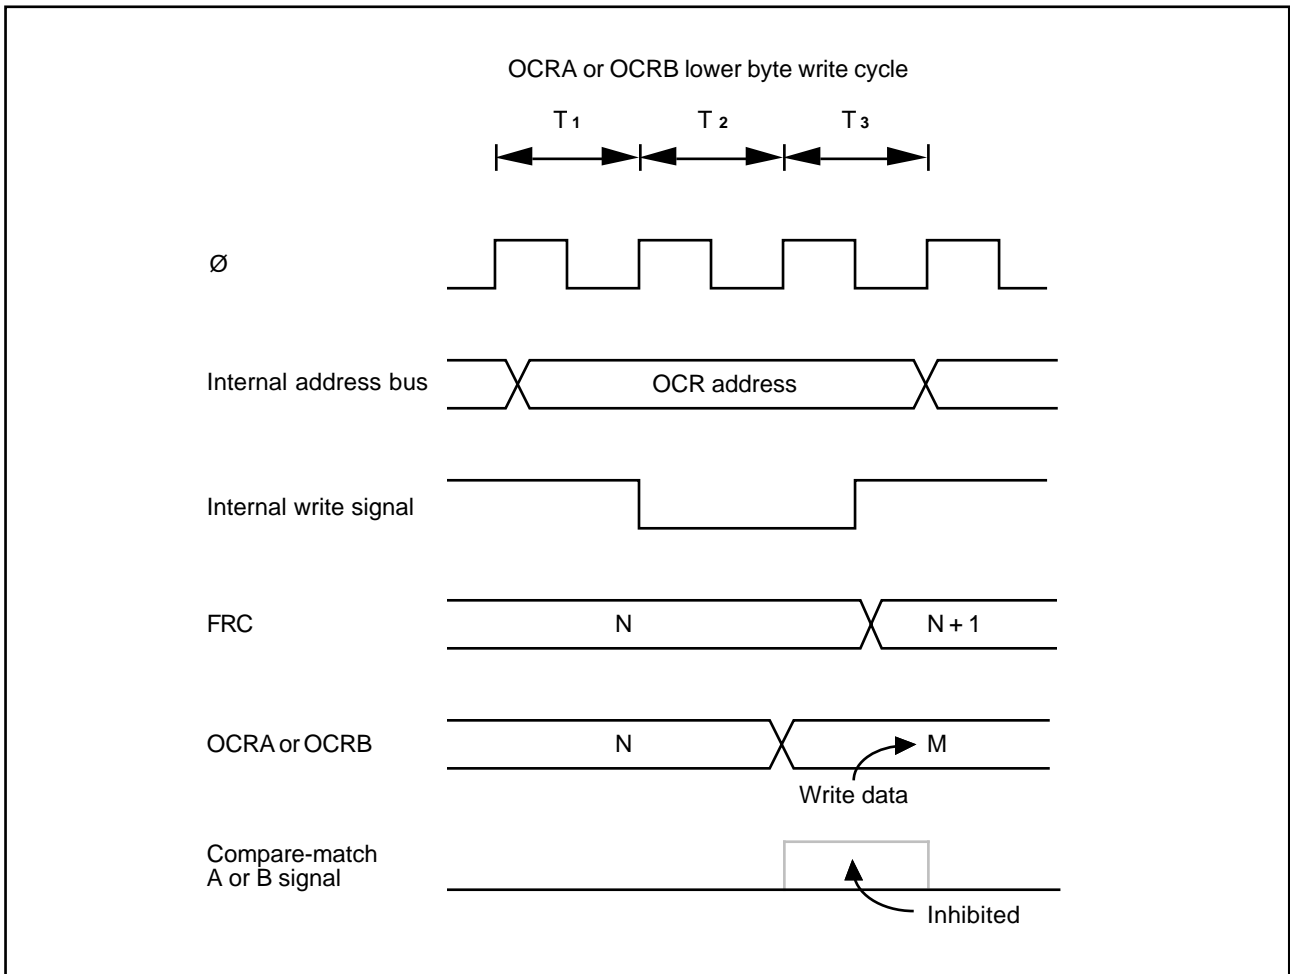 OCRA or OCRB lower byte write cycle
T1 T2 T3
Ø
Internal address bus OCR address
Internal write signal
FRC N N + 1
OCRA or OCRB N M
Write data
Compare-match
A or B signal
Inhibited